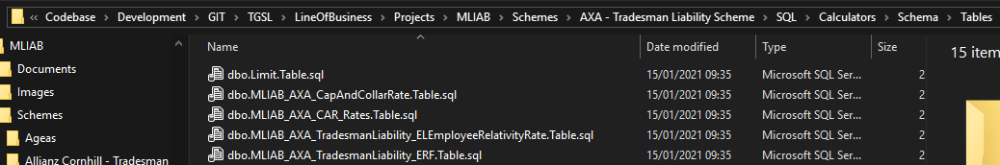 « Codebase > Development > GIT > TGSL > LineOfBusiness > Projects > MLIAB > Schemes > AXA - Tradesman Liability Scheme > SQL > Calculators > Schema > Tables
MLIAB
Documents
Images
Schemes
Ageas
Allianz Cornhill - Tradesman
Name Date modified Type Size
dbo.Limit.Table.sql 15/01/2021 09:35 Microsoft SQL Ser... 2
dbo.MLIAB_AXA_CapAndCollarRate.Table.sql 15/01/2021 09:35 Microsoft SQL Ser... 2
dbo.MLIAB_AXA_CAR_Rates.Table.sql 15/01/2021 09:35 Microsoft SQL Ser... 2
dbo.MLIAB_AXA_TradesmanLiability_ELEmployeeRelativityRate.Table.sql 15/01/2021 09:35 Microsoft SQL Ser... 2
dbo.MLIAB_AXA_TradesmanLiability_ERF.Table.sql 15/01/2021 09:35 Microsoft SQL Ser... 2
15 item